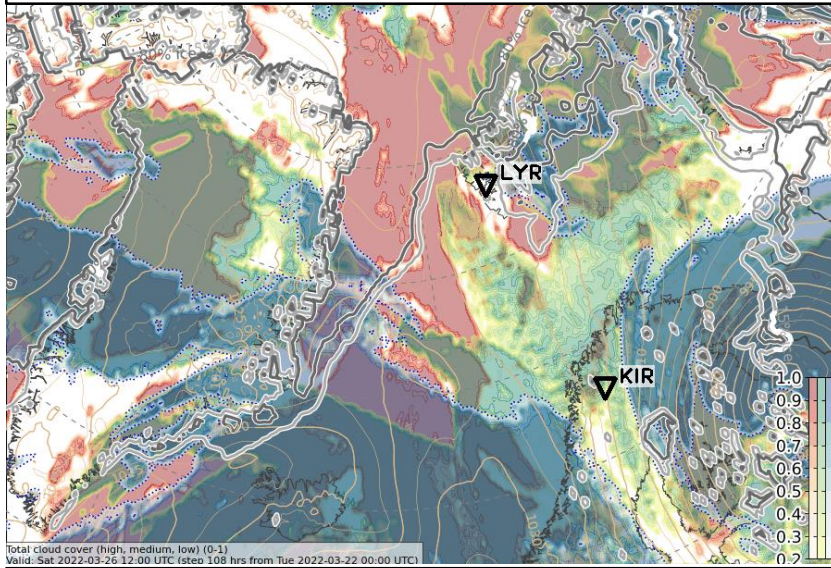 80%ice
LYR
KIR
1.0
0.9
0.8
0.7
0.6
0.5
0.4
0.3
0.2
Total cloud cover (high, medium, low) (0-1)
Valid: Sat 2022-03-26 12:00 UTC (step 108 hrs from Tue 2022-03-22 00:00 UTC)